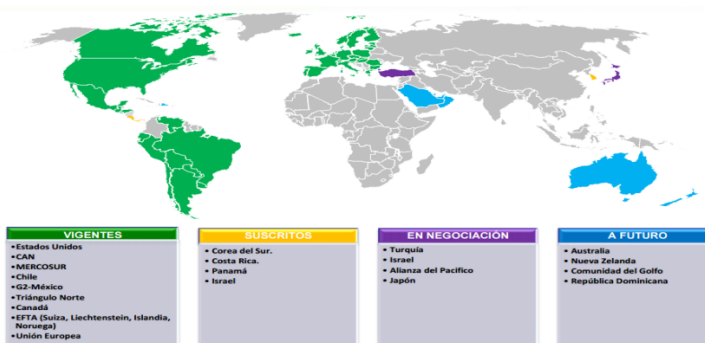 VIGENTES
•Estados Unidos
•CAN
•MERCOSUR
•Chile
•G2-México
•Triángulo Norte
•Canadá
•EFTA (Suiza, Liechtenstein, Islandia,
Noruega)
•Unión Europea
SUSCRITOS
• Corea del Sur.
• Costa Rica.
• Panamá
• Israel
EN NEGOCIACIÓN
• Turquía
• Israel
• Alianza del Pacifico
• Japón
A FUTURO
• Australia
• Nueva Zelanda
• Comunidad del Golfo
• República Dominicana